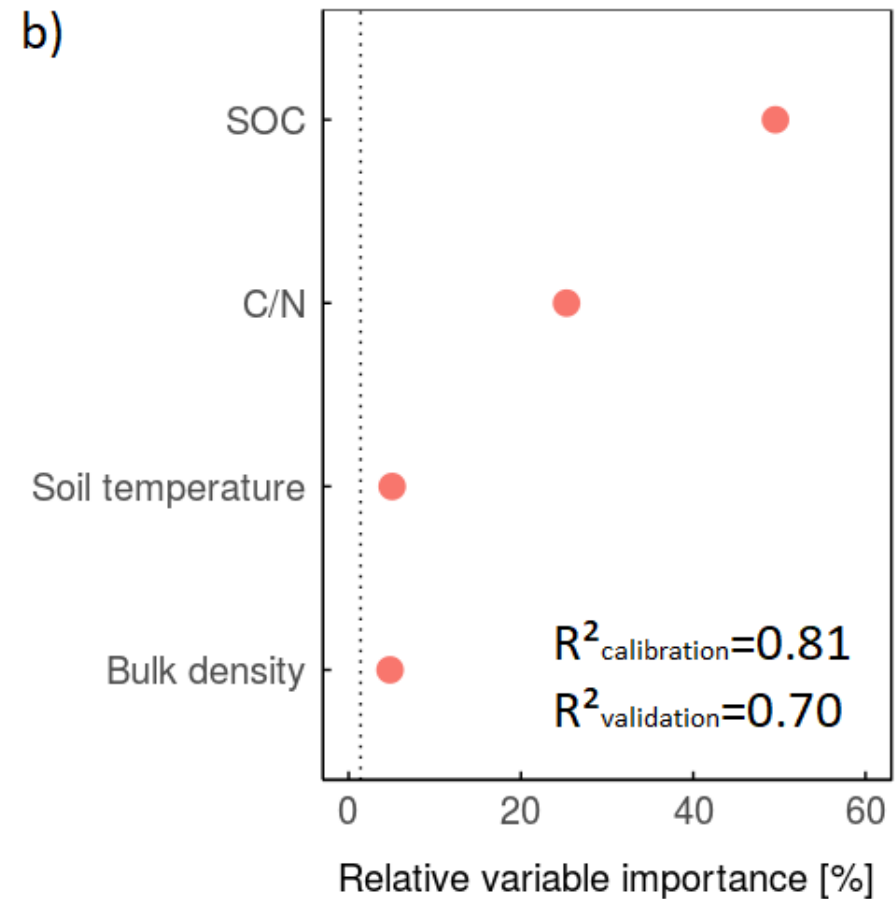 b)
SOC
C/N
Soil temperature
Bulk density
R²calibration=0.81
R²validation=0.70
0 20 40 60
Relative variable importance [%]